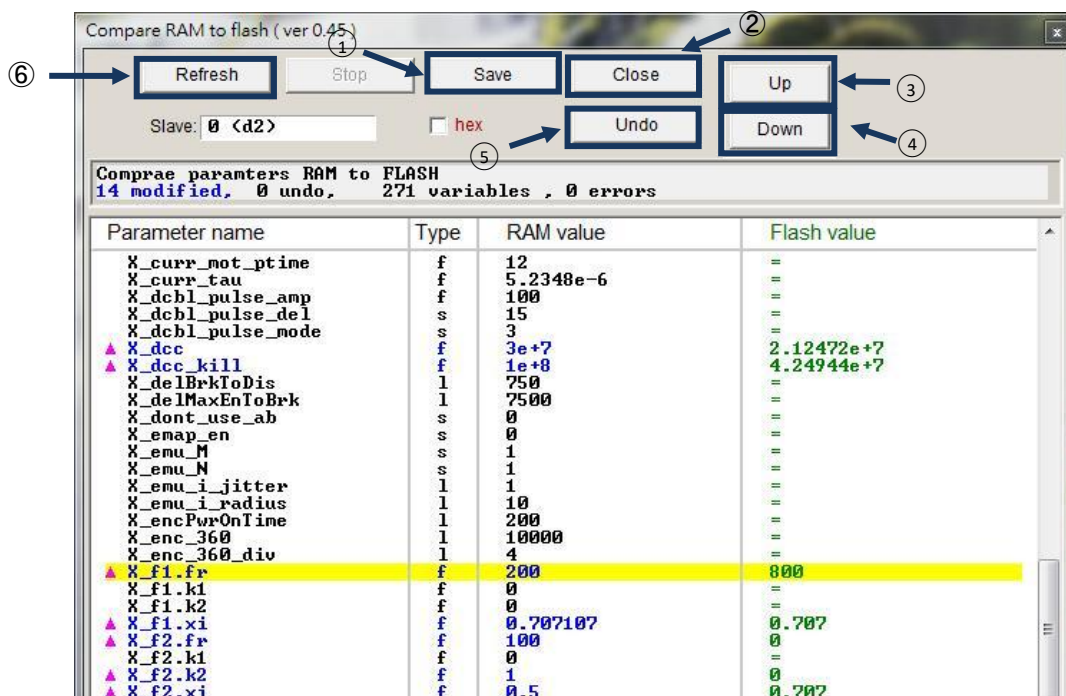 Compare RAM to flash ( ver 0.45 )
① ②
⑥ Refresh Stop Save Close Up ③
Slave: 0 (d2) hex Undo Down ④
⑤
Comprae paramters RAM to FLASH
14 modified, 0 undo, 271 variables , 0 errors
Parameter name Type RAM value Flash value
X_curr_mot_ptime f 12 =
X_curr_tau f 5.2348e-6 =
X_dcbl_pulse_amp f 100 =
X_dcbl_pulse_del s 15 =
X_dcbl_pulse_mode s 3 =
▲ X_dcc f 3e+7 2.12472e+7
▲ X_dcc_kill f 1e+8 4.24944e+7
X_delBrkToDis l 750 =
X_delMaxEnToBrk l 7500 =
X_dont_use_ab s 0 =
X_emap_en s 0 =
X_emu_M s 1 =
X_emu_N s 1 =
X_emu_i_jitter l 1 =
X_emu_i_radius l 10 =
X_encPwrOnTime l 200 =
X_enc_360 l 10000 =
X_enc_360_div l 4 =
▲ X_f1.fr f 200 800
X_f1.k1 f 0 =
X_f1.k2 f 0 =
▲ X_f1.xi f 0.707107 0.707
▲ X_f2.fr f 100 0
X_f2.k1 f 0 =
▲ X_f2.k2 f 1 0
▲ X_f2.xi f 0.5 0.707